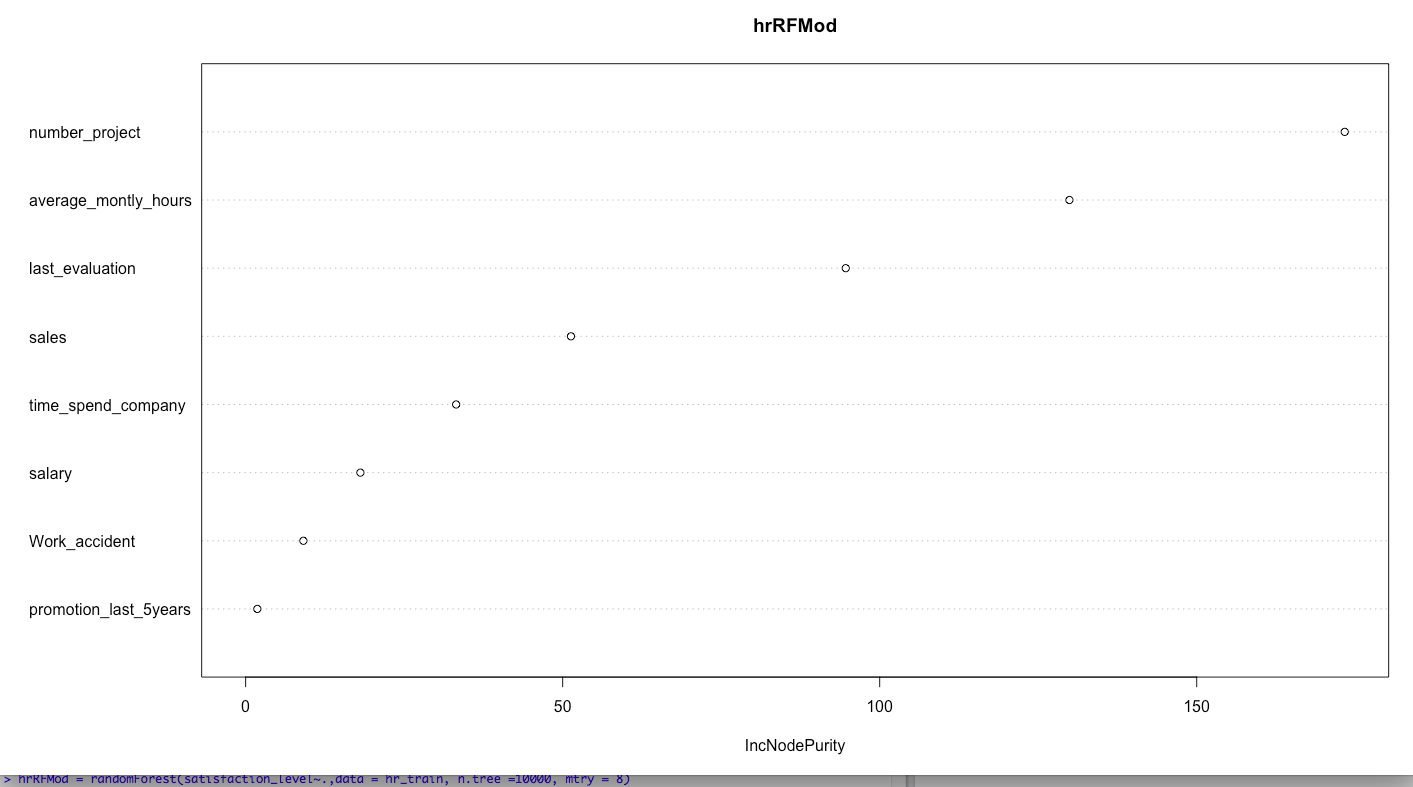 hrRFMod
number_project
average_montly_hours
last_evaluation
sales
time_spend_company
salary
Work_accident
promotion_last_5years
0 50 100 150
IncNodePurity
> hrRFMod = randomForest(satisfaction_level~.,data = hr_train, n.tree =10000, mtry = 8)